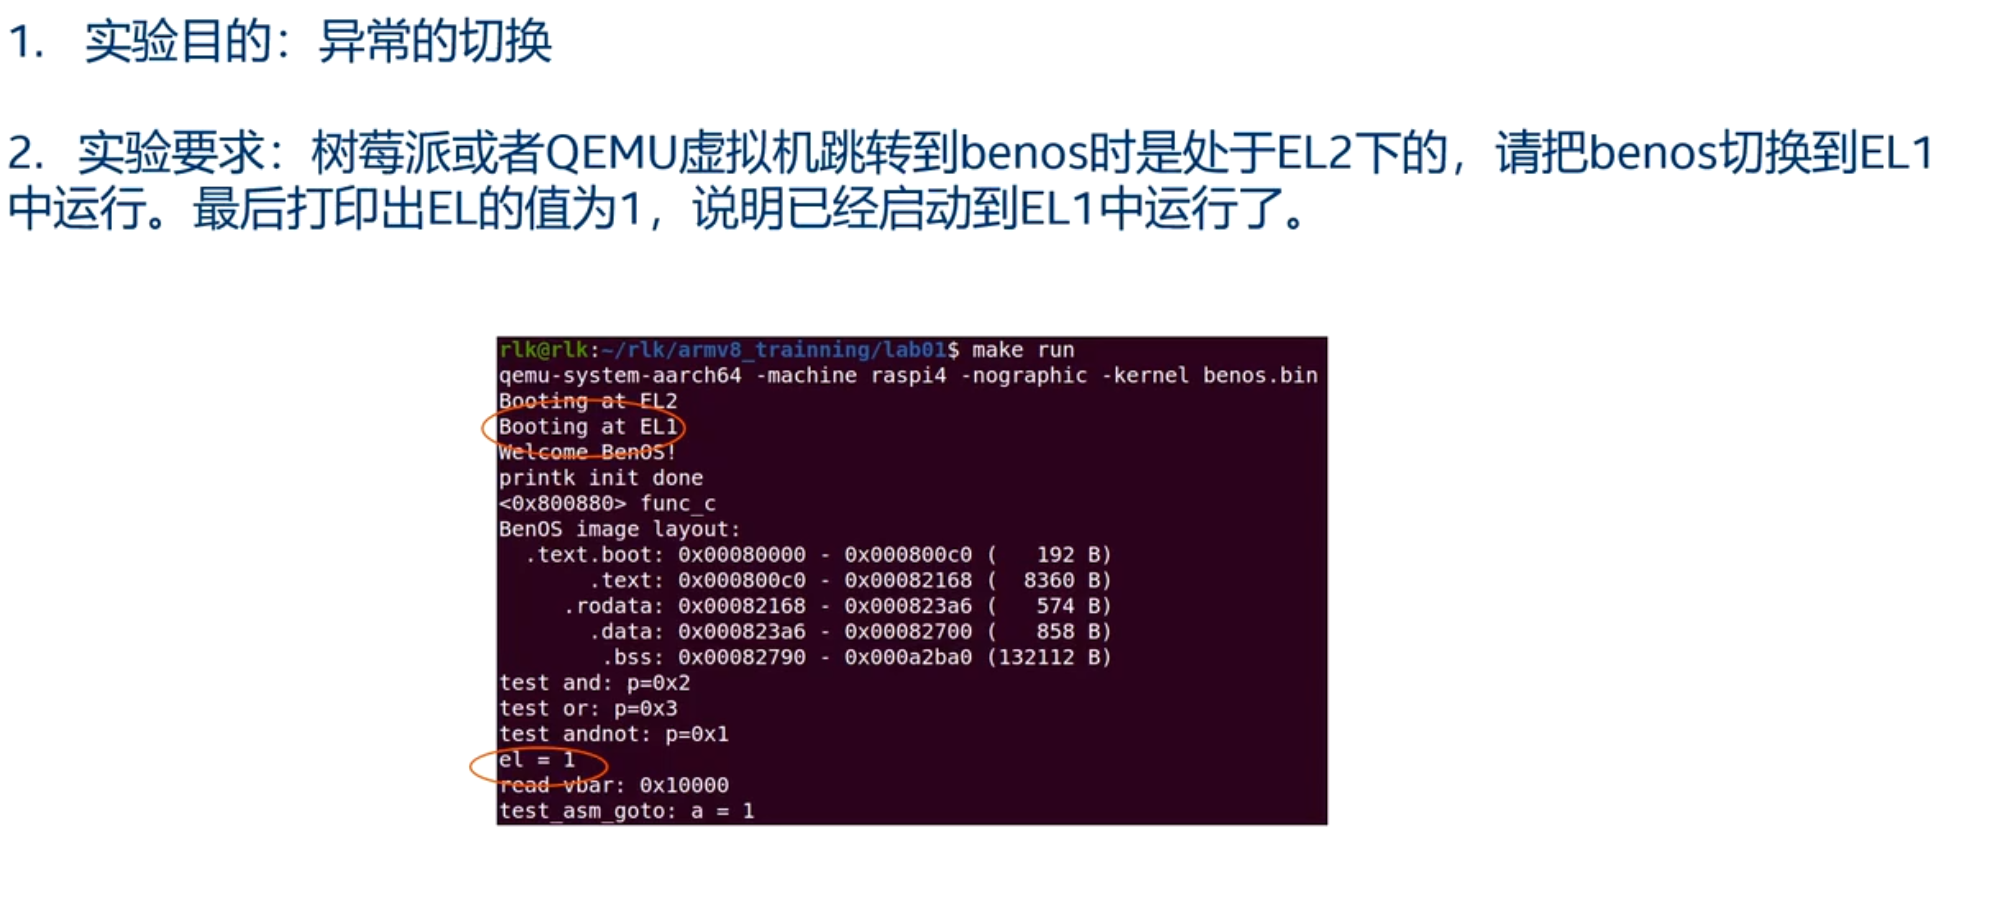 1. 实验目的：异常的切换
2. 实验要求：树莓派或者QEMU虚拟机跳转到benos时是处于EL2下的，请把benos切换到EL1
中运行。最后打印出EL的值为1，说明已经启动到EL1中运行了。
rlk@rlk:~/rlk/armv8_trainning/lab01$ make run
qemu-system-aarch64 -machine raspi4 -nographic -kernel benos.bin
Booting at EL2
Booting at EL1
Welcome BenOS!
printk init done
<0x800880> func_c
BenOS image layout:
  .text.boot: 0x00080000 - 0x000800c0 (   192 B)
       .text: 0x000800c0 - 0x00082168 (  8360 B)
     .rodata: 0x00082168 - 0x000823a6 (   574 B)
       .data: 0x000823a6 - 0x00082700 (   858 B)
        .bss: 0x00082790 - 0x000a2ba0 (132112 B)
test and: p=0x2
test or: p=0x3
test andnot: p=0x1
el = 1
read vbar: 0x10000
test_asm_goto: a = 1